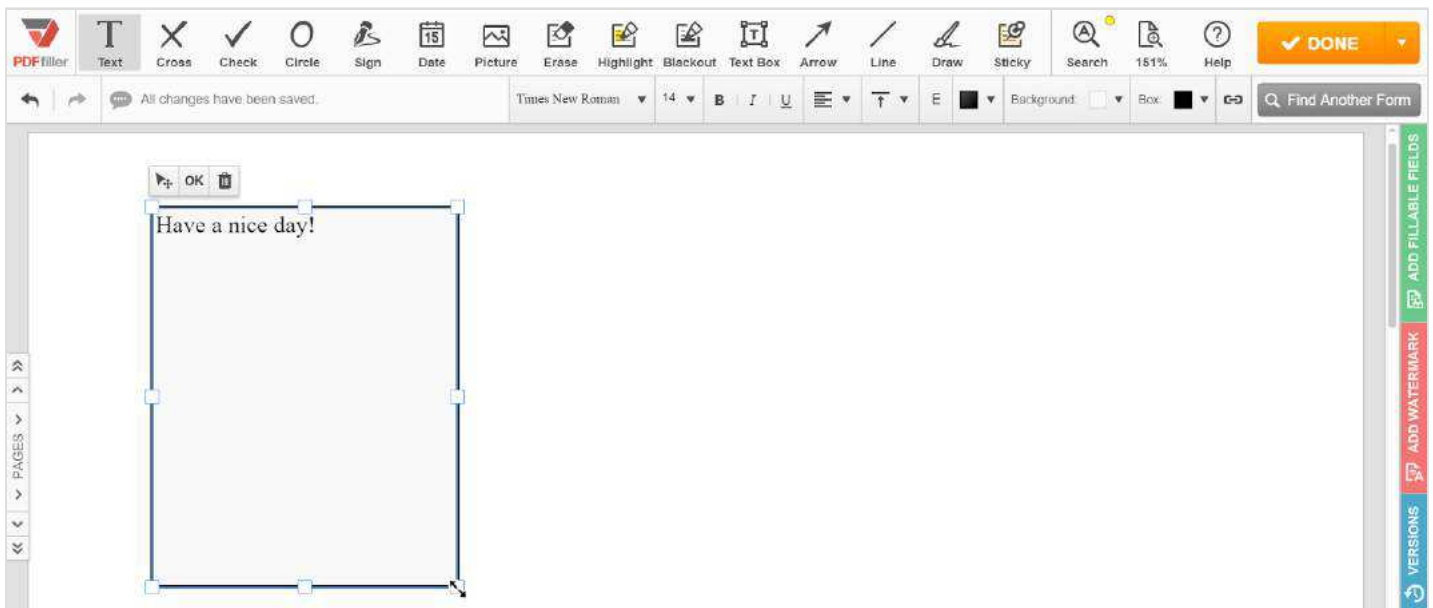 PDFfiller
T
Text
Cross
Check
Circle
Sign
15
Date
Picture
Erase
Highlight
Blackout
T
Text Box
Arrow
Line
Draw
Sticky
A
Search
151%
?
Help
DONE
All changes have been saved.
Times New Roman
14
B I U
E
Background:
Box:
Find Another Form
OK
Have a nice day!
PAGES
ADD FILLABLE FIELDS
ADD WATERMARK
VERSIONS